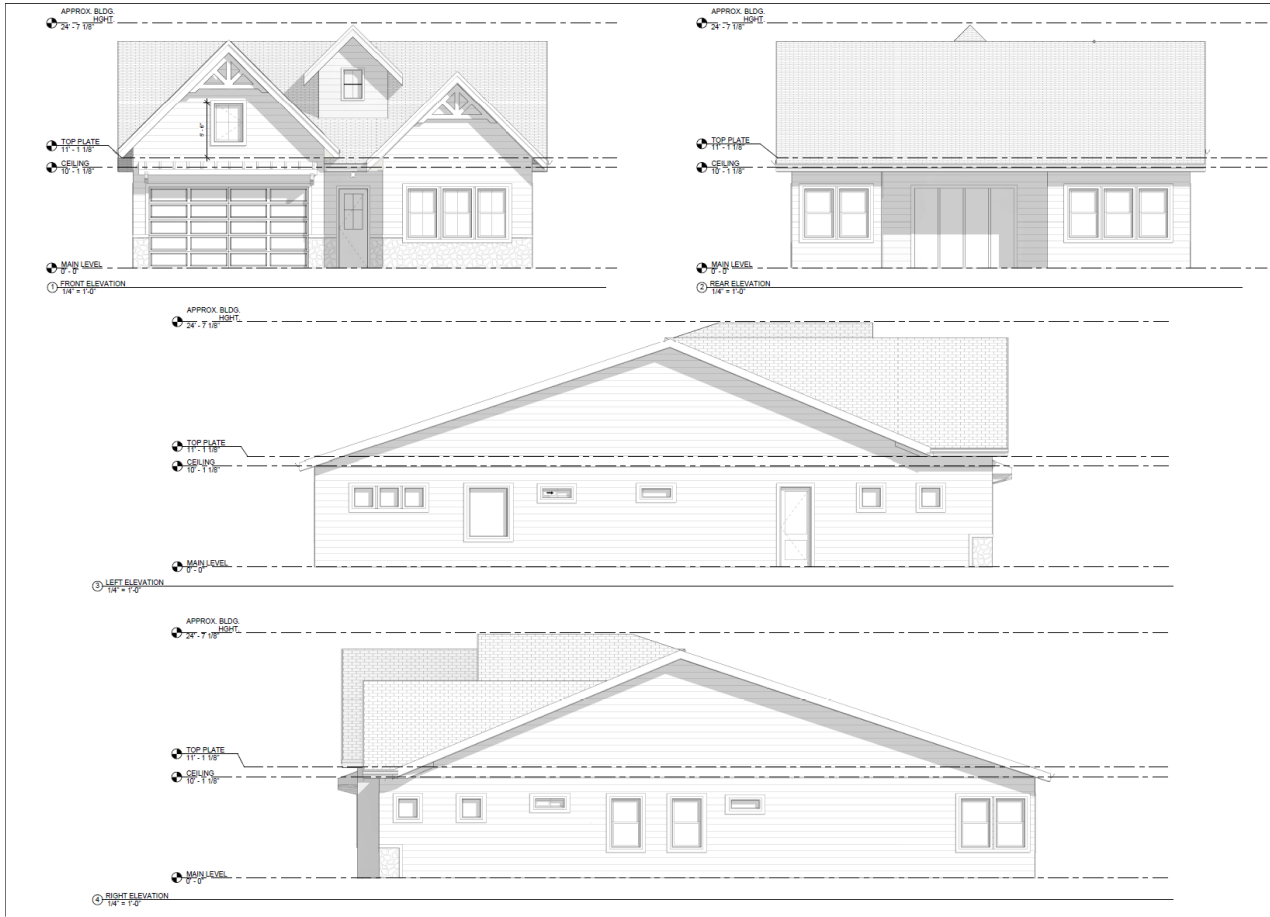 APPROX. BLDG.
HGHT.
24' - 7 1/8"
TOP PLATE
11' - 1 1/8"
CEILING
10' - 1 1/8"
MAIN LEVEL
0' - 0"
1 FRONT ELEVATION
1/4" = 1'-0"
APPROX. BLDG.
HGHT.
24' - 7 1/8"
TOP PLATE
11' - 1 1/8"
CEILING
10' - 1 1/8"
MAIN LEVEL
0' - 0"
2 REAR ELEVATION
1/4" = 1'-0"
APPROX. BLDG.
HGHT.
24' - 7 1/8"
TOP PLATE
11' - 1 1/8"
CEILING
10' - 1 1/8"
MAIN LEVEL
0' - 0"
3 LEFT ELEVATION
1/4" = 1'-0"
APPROX. BLDG.
HGHT.
24' - 7 1/8"
TOP PLATE
11' - 1 1/8"
CEILING
10' - 1 1/8"
MAIN LEVEL
0' - 0"
4 RIGHT ELEVATION
1/4" = 1'-0"